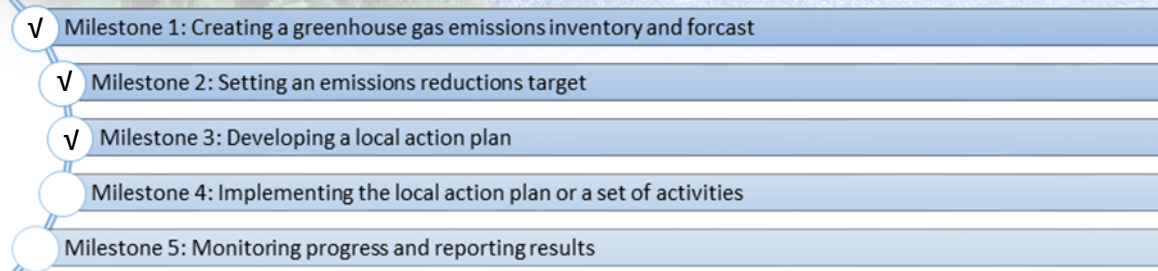 √ Milestone 1: Creating a greenhouse gas emissions inventory and forcast
√ Milestone 2: Setting an emissions reductions target
√ Milestone 3: Developing a local action plan
Milestone 4: Implementing the local action plan or a set of activities
Milestone 5: Monitoring progress and reporting results